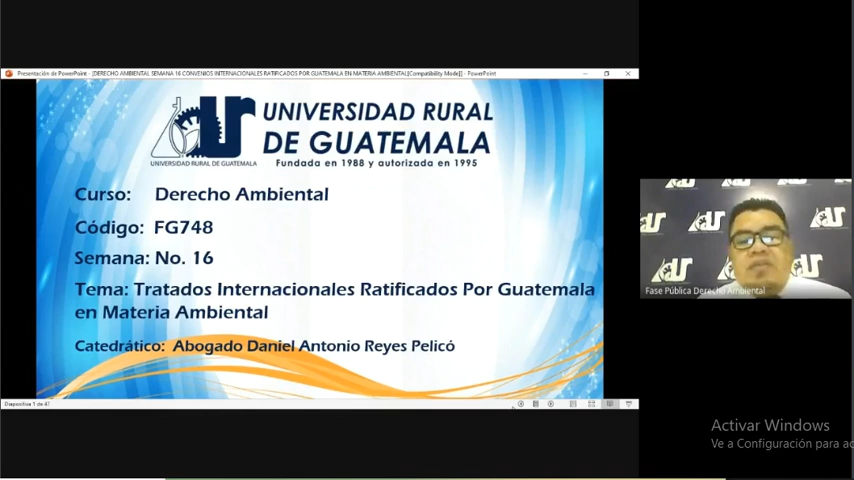 Presentación de PowerPoint - [DERECHO AMBIENTAL SEMANA 16 CONVENIOS INTERNACIONALES RATIFICADOS POR GUATEMALA EN MATERIA AMBIENTAL[Compatibility Mode]] - PowerPoint
UNIVERSIDAD RURAL
DE GUATEMALA
UNIVERSIDAD RURAL DE GUATEMALA
Fundada en 1988 y autorizada en 1995
Curso: Derecho Ambiental
Código: FG748
Semana: No. 16
Tema: Tratados Internacionales Ratificados Por Guatemala
en Materia Ambiental
Catedrático: Abogado Daniel Antonio Reyes Pelicó
Diapositiva 1 de 41
Fase Pública Derecho Ambiental
Activar Windows
Ve a Configuración para ac